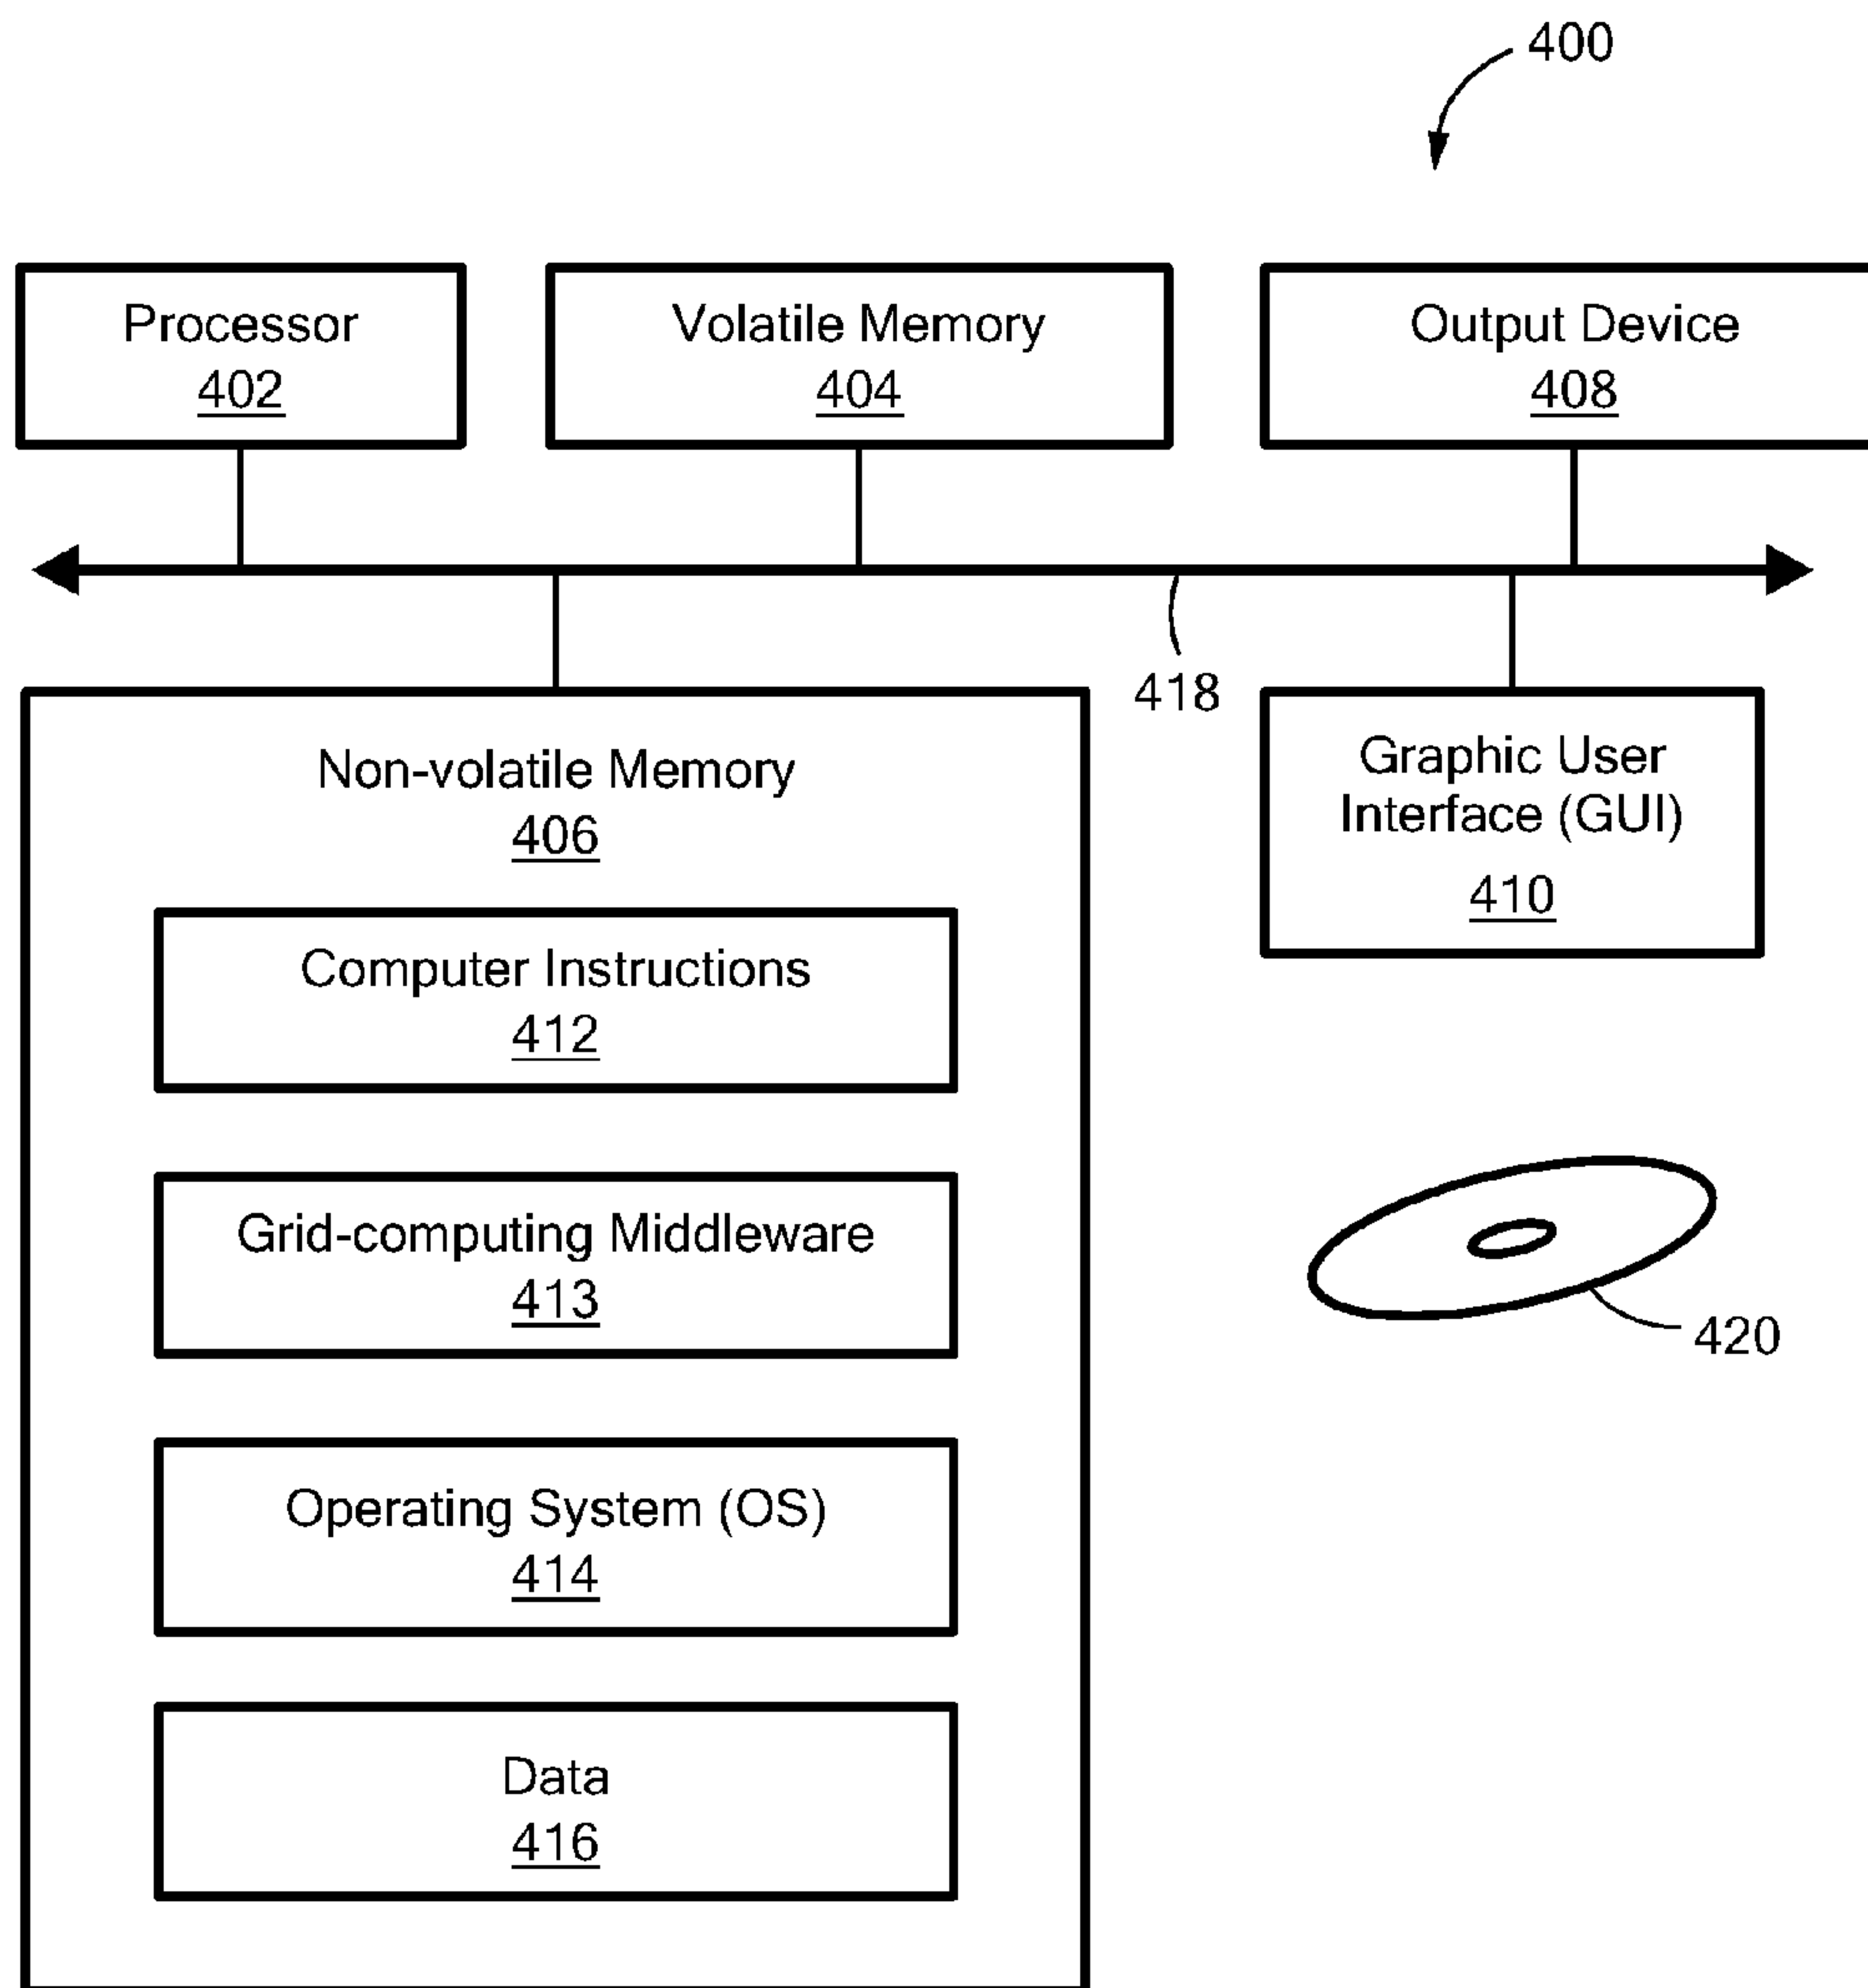 400
Processor
402
Volatile Memory
404
Output Device
408
418
Non-volatile Memory
406
Graphic User
Interface (GUI)
410
Computer Instructions
412
Grid-computing Middleware
413
420
Operating System (OS)
414
Data
416